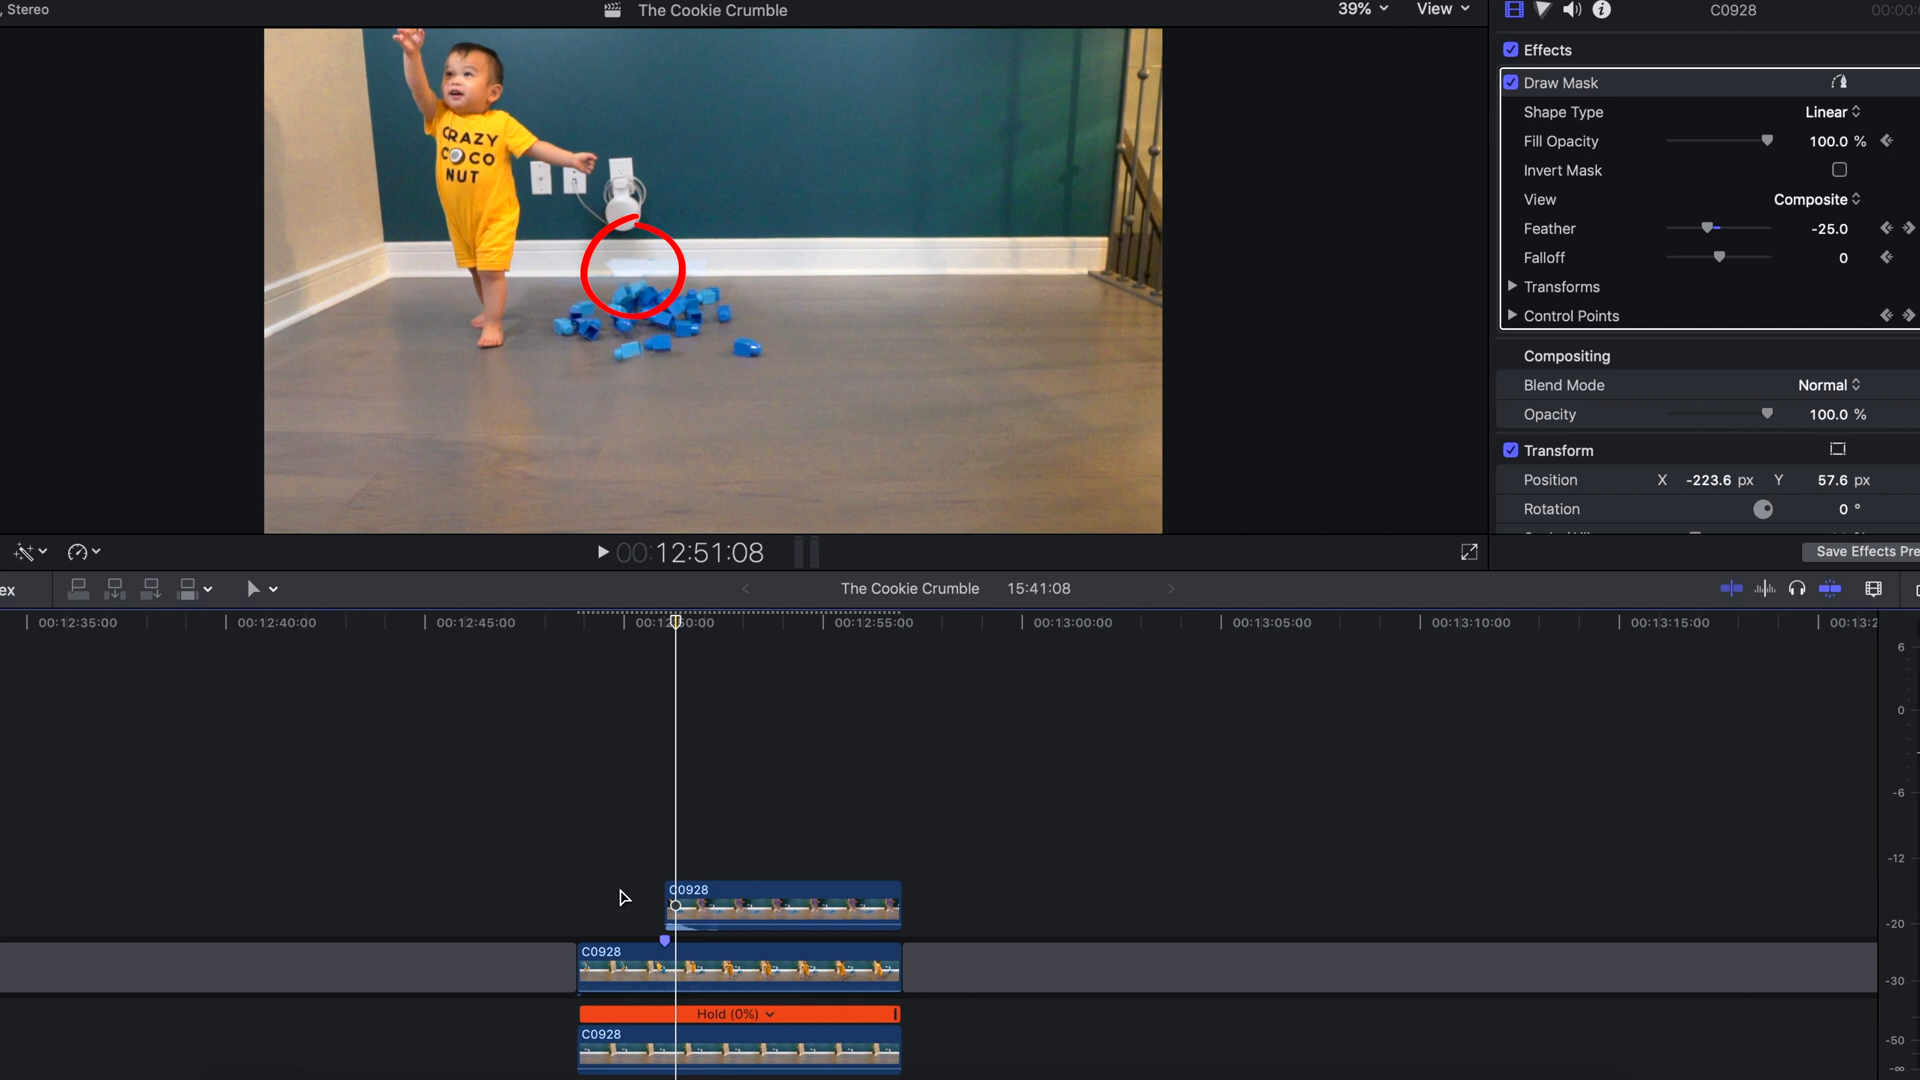 , Stereo
The Cookie Crumble
39%
View
C0928
00:00:
Effects
Draw Mask
Shape Type
Linear
Fill Opacity
100.0 %
Invert Mask
View
Composite
Feather
-25.0
Falloff
0
Transforms
Control Points
Compositing
Blend Mode
Normal
Opacity
100.0 %
Transform
Position
X -223.6 px Y 57.6 px
Rotation
0 °
Save Effects Pre
CRAZY
COCO
NUT
00:12:51:08
ex
The Cookie Crumble 15:41:08
00:12:35:00
00:12:40:00
00:12:45:00
00:12:50:00
00:12:55:00
00:13:00:00
00:13:05:00
00:13:10:00
00:13:15:00
00:13:2
6
0
-6
-12
-20
-30
-50
-∞
C0928
C0928
Hold (0%)
C0928